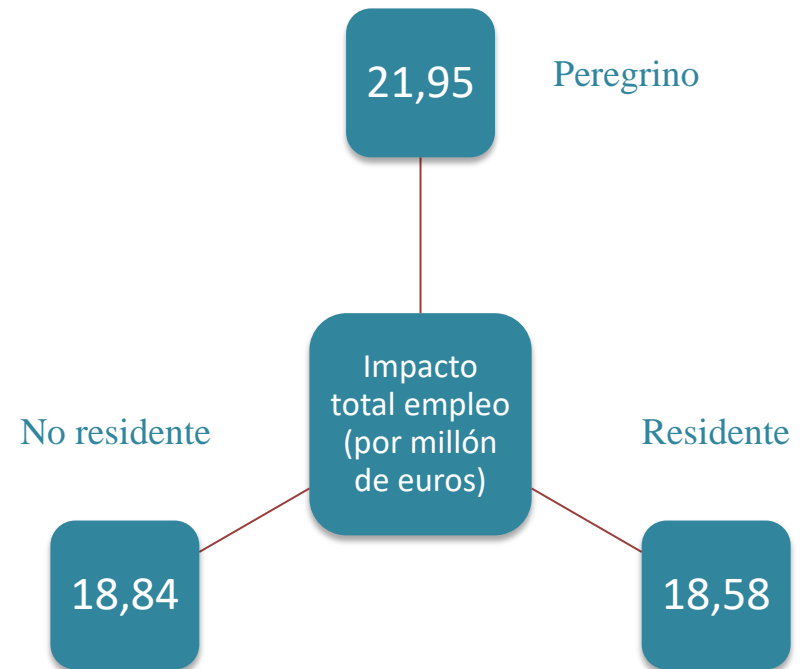 21,95
Peregrino
Impacto
total empleo
(por millón
de euros)
No residente
Residente
18,84
18,58